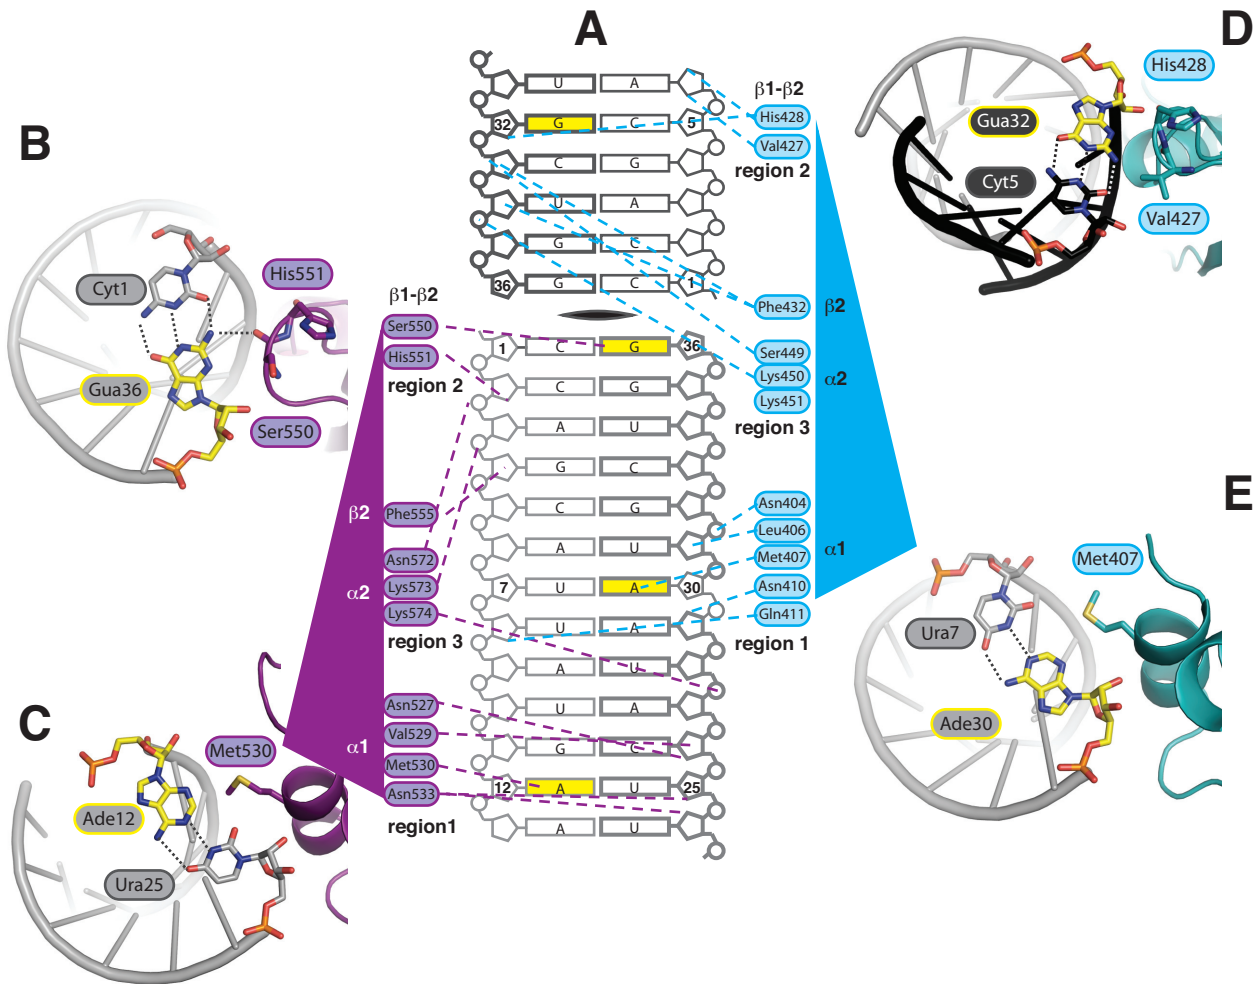 A
D
U A
β1-β2
His428
32 G C 5
His428
Gua32
B
C G
Val427
region 2
Cyt5
U A
Val427
G C
His551
36 G C 1
Cyt1
β1-β2
Phe432 β2
Ser550
1 C G 36
Ser449
His551
Lys450 α2
C G
Gua36
region 2
Lys451
A U
region 3
Ser550
G C
E
Asn404
β2 Phe555
C G
Leu406
A U
Met407 α1
Met407
Asn572
7 U A 30
Asn410
α2 Lys573
Lys574
U A
Gln411
Ura7
region 3
region 1
A U
Asn527
U A
C
Ade30
Val529
Met530
α1
G C
Met530
12 A U 25
Asn533
Ade12
region1
A U
Ura25